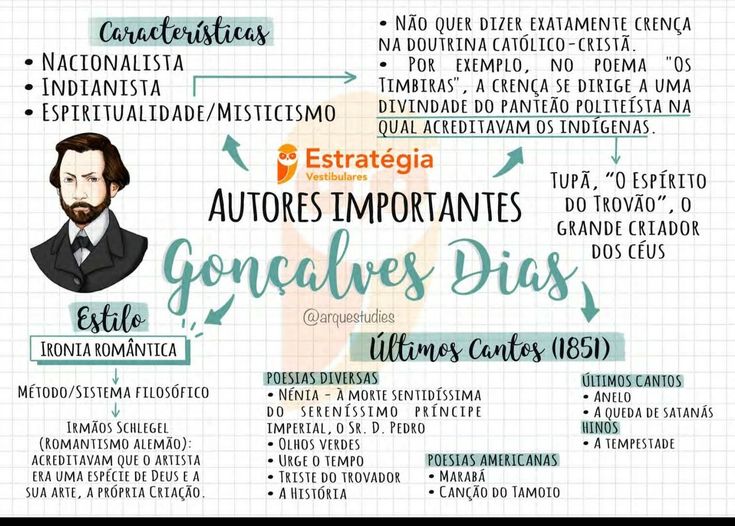 Características
• Nacionalista
• Indianista
• Espiritualidade/Misticismo
• Não quer dizer exatamente crença
na doutrina católico-cristã.
• Por exemplo, no poema "Os
Timbiras", a crença se dirige a uma
divindade do panteão politeísta na
qual acreditavam os indígenas.
Tupã, “O Espírito
do Trovão”, o
grande criador
dos céus
Estratégia
Vestibulares
Autores importantes
Gonçalves Dias
@arquestudies
Estilo
Ironia romântica
Método/Sistema filosófico
Irmãos Schlegel
(Romantismo alemão):
acreditavam que o artista
era uma espécie de Deus e a
sua arte, a própria Criação.
Últimos Cantos (1851)
Poesias diversas
• Nênia - à morte sentidíssima
do sereníssimo príncipe
imperial, o Sr. D. Pedro
• Olhos verdes
• Urge o tempo
• Triste do trovador
• A História
Poesias americanas
• Marabá
• Canção do Tamoio
Últimos cantos
• Anelo
• A queda de Satanás
Hinos
• A tempestade